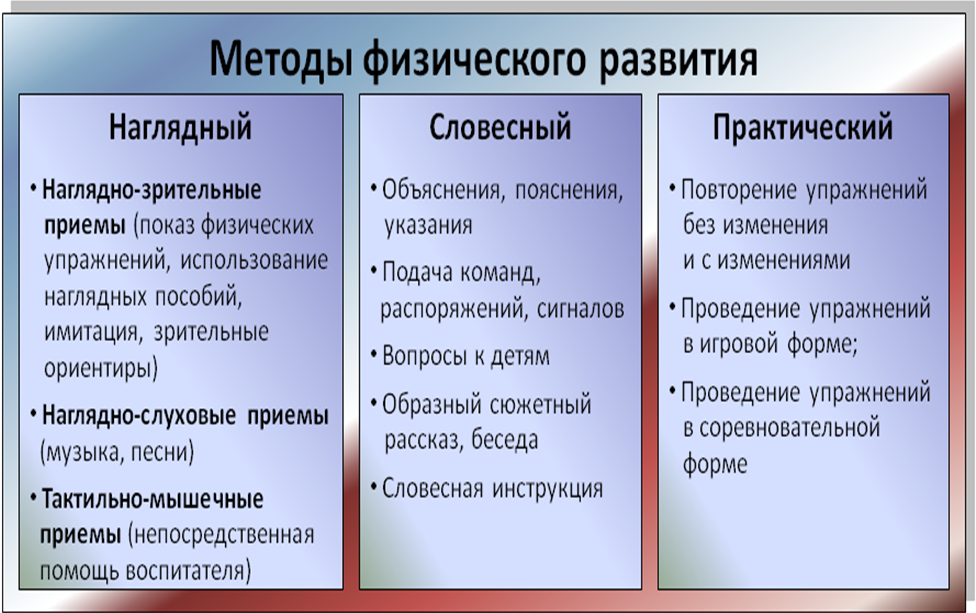 Методы физического развития
Наглядный
• Наглядно-зрительные
приемы (показ физических
упражнений, использование
наглядных пособий,
имитация, зрительные
ориентиры)
• Наглядно-слуховые приемы
(музыка, песни)
• Тактильно-мышечные
приемы (непосредственная
помощь воспитателя)
Словесный
• Объяснения, пояснения,
указания
• Подача команд,
распоряжений, сигналов
• Вопросы к детям
• Образный сюжетный
рассказ, беседа
• Словесная инструкция
Практический
• Повторение упражнений
без изменения
и с изменениями
• Проведение упражнений
в игровой форме;
• Проведение упражнений
в соревновательной
форме